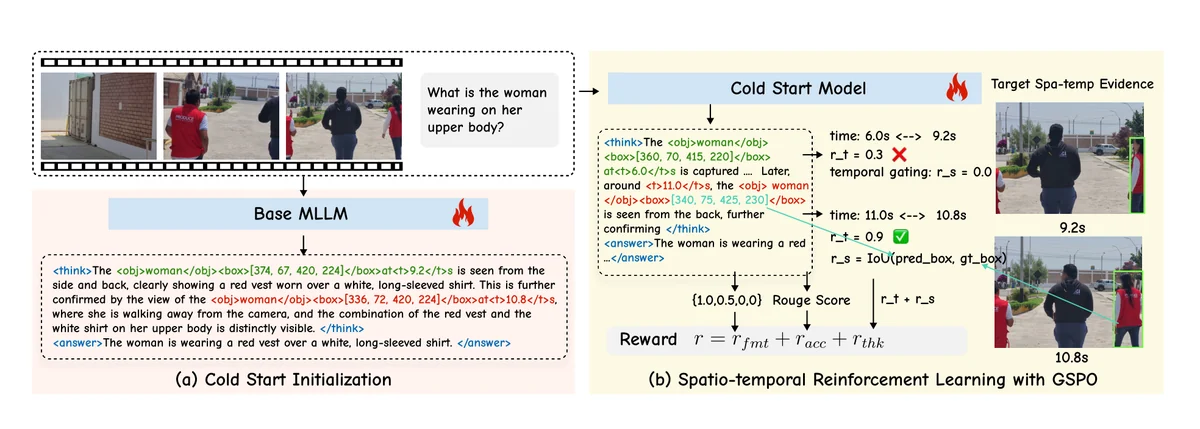 What is the woman
wearing on her
upper body?
Base MLLM
<think>The <obj>woman</obj><box>[374, 67, 420, 224]</box>at<t>9.2</t>s is seen from the
side and back, clearly showing a red vest worn over a white, long-sleeved shirt. This is further
confirmed by the view of the <obj>woman</obj><box>[336, 72, 420, 224]</box>at<t>10.8</t>s,
where she is walking away from the camera, and the combination of the red vest and the
white shirt on her upper body is distinctly visible. </think>
<answer>The woman is wearing a red vest over a white, long-sleeved shirt. </answer>
(a) Cold Start Initialization
Cold Start Model
Target Spa-temp Evidence
<think>The <obj>woman</obj>
<box>[360, 70, 415, 220]</box>
at<t>6.0</t>s is captured .... Later,
around <t>11.0</t>s, the <obj> woman
</obj><box>[340, 75, 425, 230]</box>
is seen from the back, further
confirming </think>
<answer>The woman is wearing a red
...</answer>
time: 6.0s <--> 9.2s
r_t = 0.3
temporal gating: r_s = 0.0
time: 11.0s <--> 10.8s
r_t = 0.9
r_s = IoU(pred_box, gt_box)
9.2s
10.8s
{1.0,0.5,0,0}
Rouge Score
r_t + r_s
Reward r = r_fmt + r_acc + r_thk
(b) Spatio-temporal Reinforcement Learning with GSPO